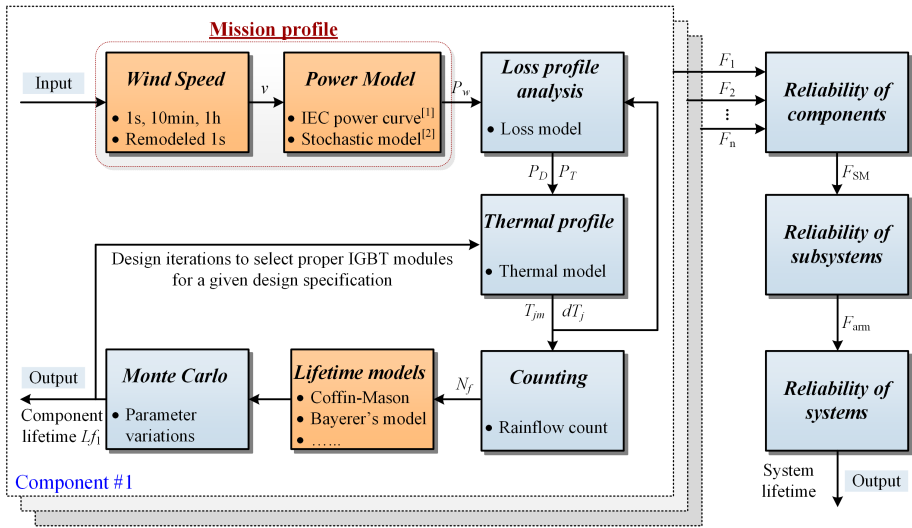 Mission profile
Input
Wind Speed
• 1s, 10min, 1h
• Remodeled 1s
v
Power Model
• IEC power curve[1]
• Stochastic model[2]
Pw
Loss profile
analysis
• Loss model
PD PT
Thermal profile
• Thermal model
Design iterations to select proper IGBT modules
for a given design specification
Tjm dTj
Counting
• Rainflow count
Nf
Lifetime models
• Coffin-Mason
• Bayerer's model
• ……
Monte Carlo
• Parameter
variations
Output
Component
lifetime Lf1
Component #1
F1
F2
⋮
Fn
Reliability of
components
FSM
Reliability of
subsystems
Farm
Reliability of
systems
System
lifetime
Output